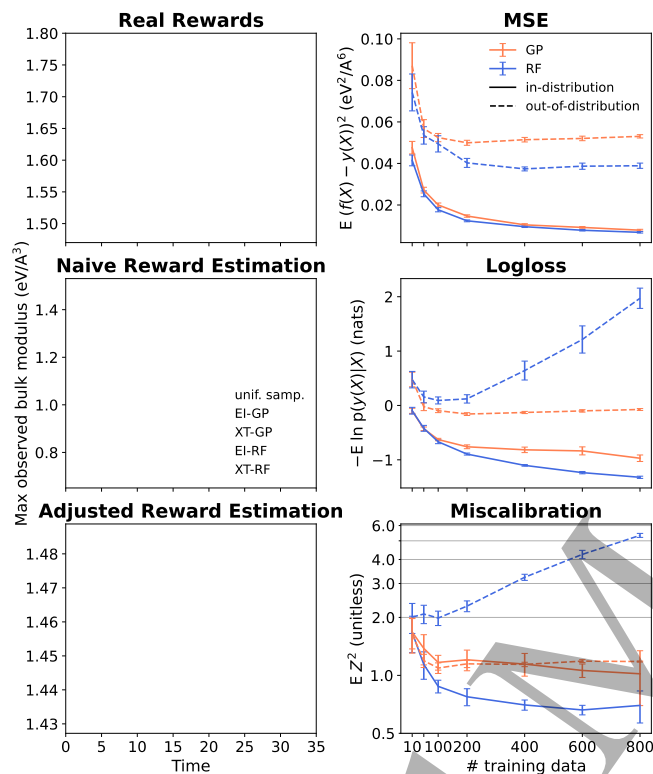 Real Rewards
1.80
1.75
1.70
1.65
1.60
1.55
1.50
Max observed bulk modulus (eV/A³)
Naive Reward Estimation
1.4
1.2
1.0
0.8
unif. samp.
EI-GP
XT-GP
EI-RF
XT-RF
Adjusted Reward Estimation
1.48
1.47
1.46
1.45
1.44
1.43
0 5 10 15 20 25 30 35
Time
MSE
0.10
0.08
0.06
0.04
0.02
E (f(X) − y(X))² (eV²/A⁶)
GP
RF
in-distribution
out-of-distribution
Logloss
2
1
0
−1
−E ln p(y(X)|X) (nats)
Miscalibration
6.0
4.0
3.0
2.0
1.0
0.5
E Z² (unitless)
10 100 200 400 600 800
# training data